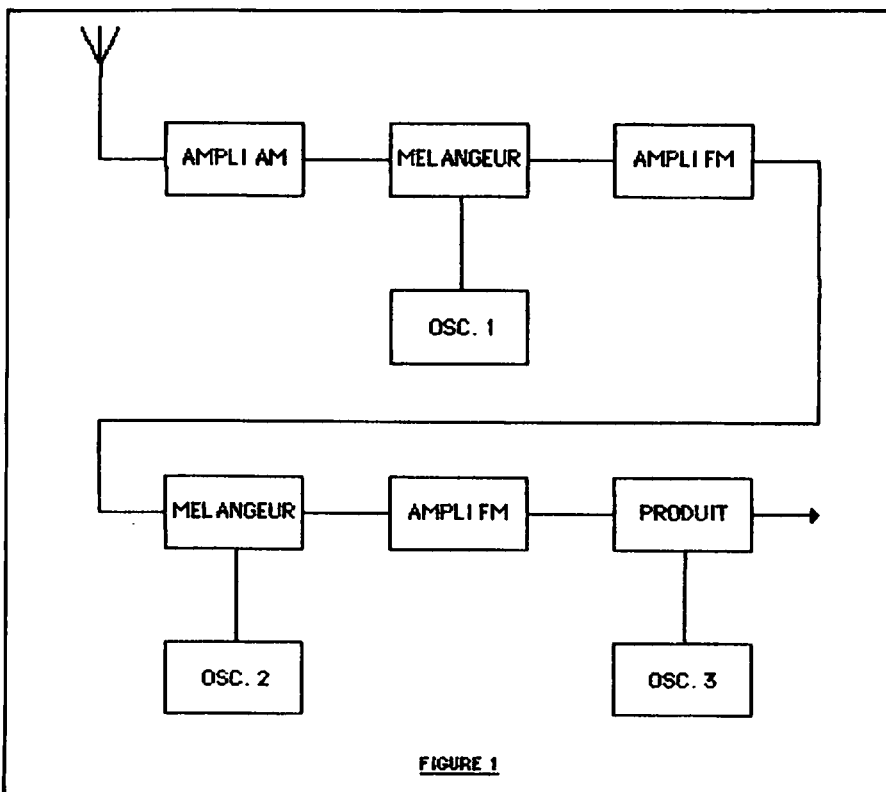 AMPLI AM
MELANGEUR
AMPLI FM
OSC. 1
MELANGEUR
AMPLI FM
PRODUIT
OSC. 2
OSC. 3
FIGURE 1